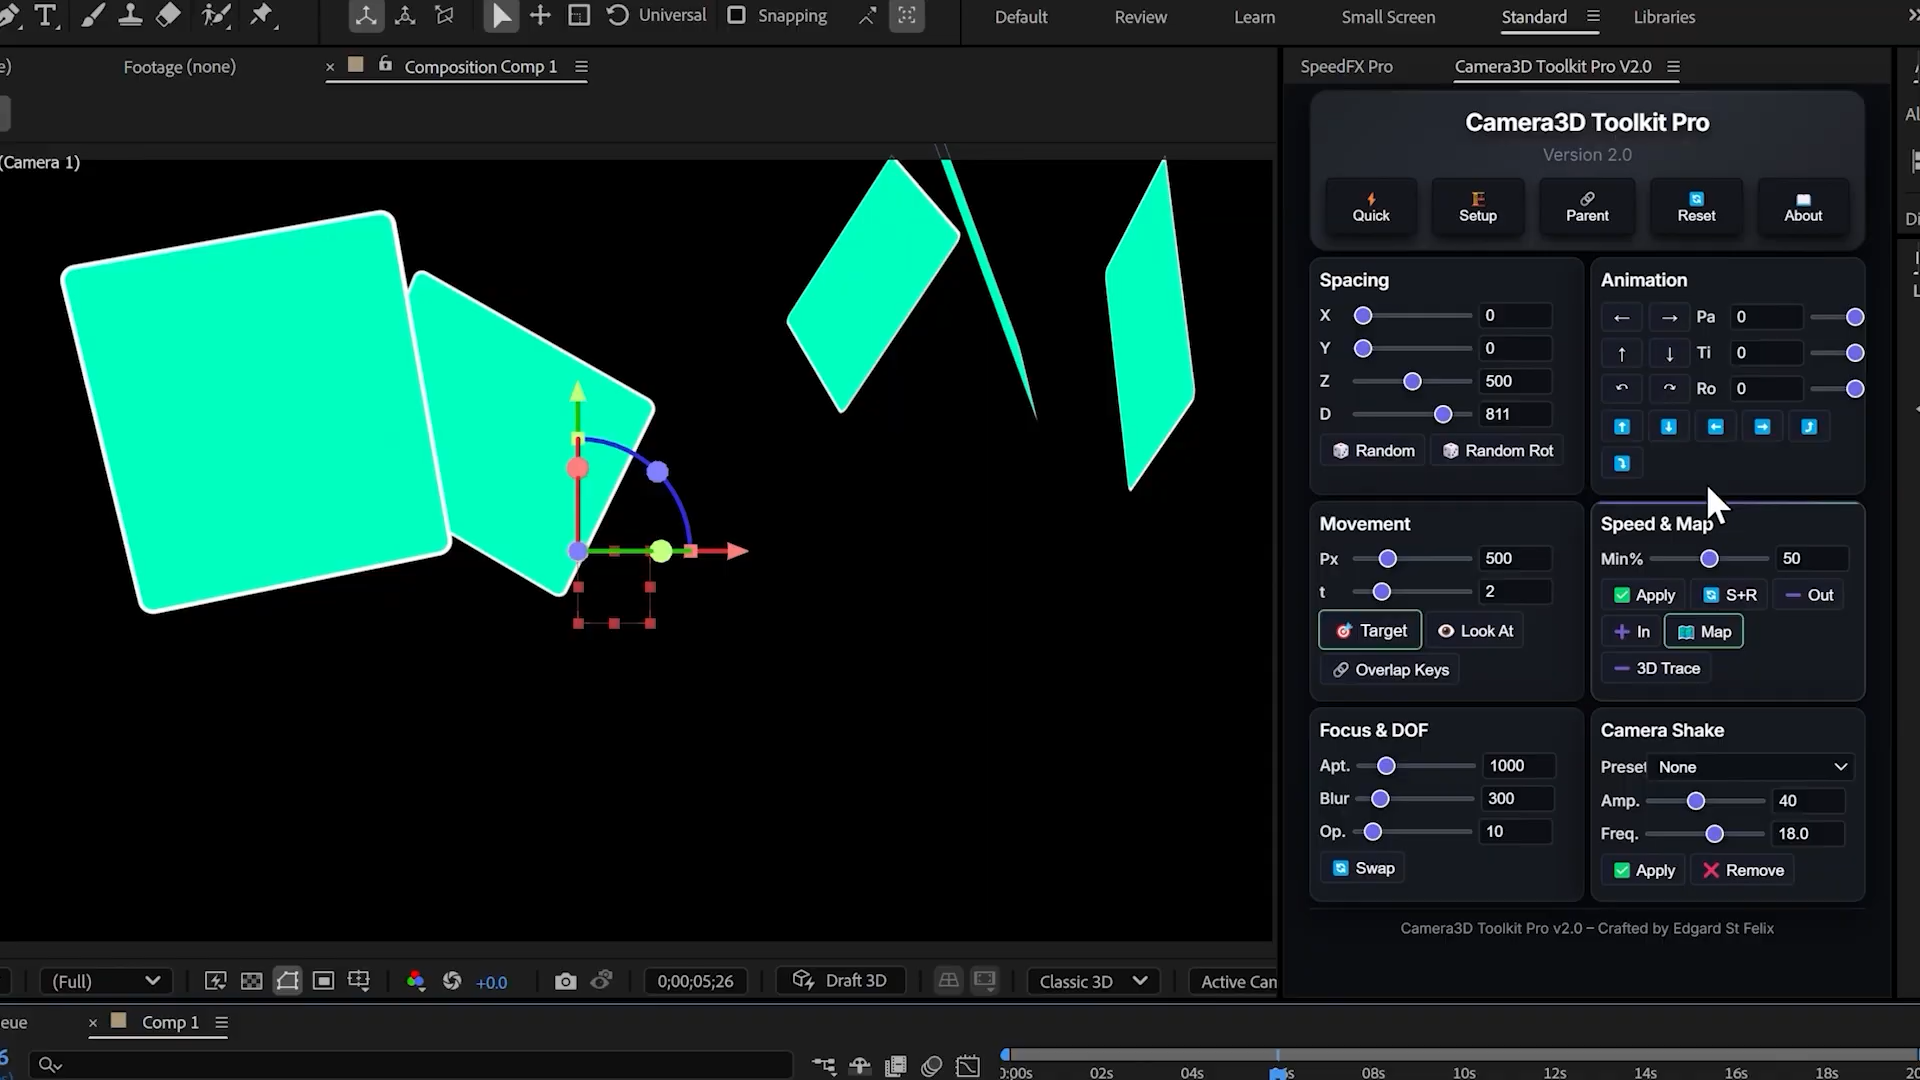 Universal
Snapping
Default
Review
Learn
Small Screen
Standard
Libraries
e)
Footage (none)
Composition Comp 1
SpeedFX Pro
Camera3D Toolkit Pro V2.0
(Camera 1)
Camera3D Toolkit Pro
Version 2.0
Quick
Setup
Parent
Reset
About
Spacing
X 0
Y 0
Z 500
D 811
Random
Random Rot
Animation
Pa 0
Ti 0
Ro 0
Movement
Px 500
t 2
Target
Look At
Overlap Keys
Speed & Map
Min% 50
Apply
S+R
Out
In
Map
3D Trace
Focus & DOF
Apt. 1000
Blur 300
Op. 10
Swap
Camera Shake
Preset None
Amp. 40
Freq. 18.0
Apply
Remove
Camera3D Toolkit Pro v2.0 – Crafted by Edgard St Felix
Al
Di
(Full)
+0.0
0;00;05;26
Draft 3D
Classic 3D
Active Cam
eue
Comp 1
02s
04s
08s
10s
12s
14s
16s
18s